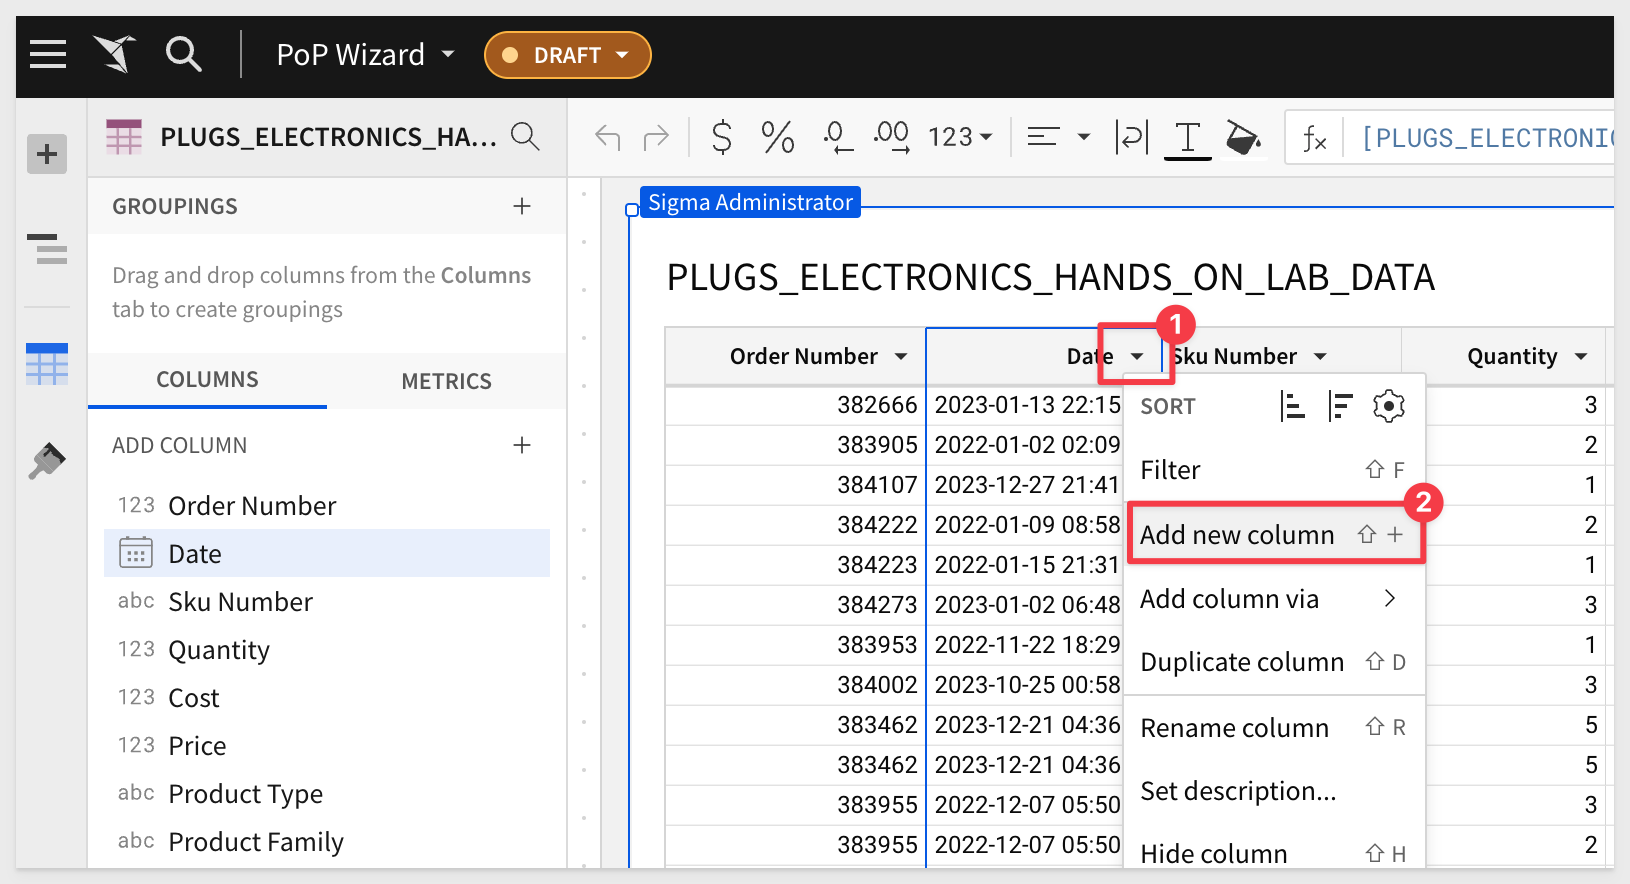 PoP Wizard
DRAFT
PLUGS_ELECTRONICS_HA...
$ % .0 .00 123
fx [PLUGS_ELECTRONIC
GROUPINGS
Drag and drop columns from the Columns
tab to create groupings
COLUMNS METRICS
ADD COLUMN
123 Order Number
Date
abc Sku Number
123 Quantity
123 Cost
123 Price
abc Product Type
abc Product Family
Sigma Administrator
PLUGS_ELECTRONICS_HANDS_ON_LAB_DATA
1
Order Number Date Sku Number Quantity
382666 2023-01-13 22:15 3
383905 2022-01-02 02:09 2
384107 2023-12-27 21:41 1
384222 2022-01-09 08:58 2
384223 2022-01-15 21:31 1
384273 2023-01-02 06:48 3
383953 2022-11-22 18:29 1
384002 2023-10-25 00:58 3
383462 2023-12-21 04:36 5
383462 2023-12-21 04:36 5
383955 2022-12-07 05:50 3
383955 2022-12-07 05:50 2
SORT
Filter ⇧ F
2
Add new column ⇧ +
Add column via
Duplicate column ⇧ D
Rename column ⇧ R
Set description...
Hide column ⇧ H